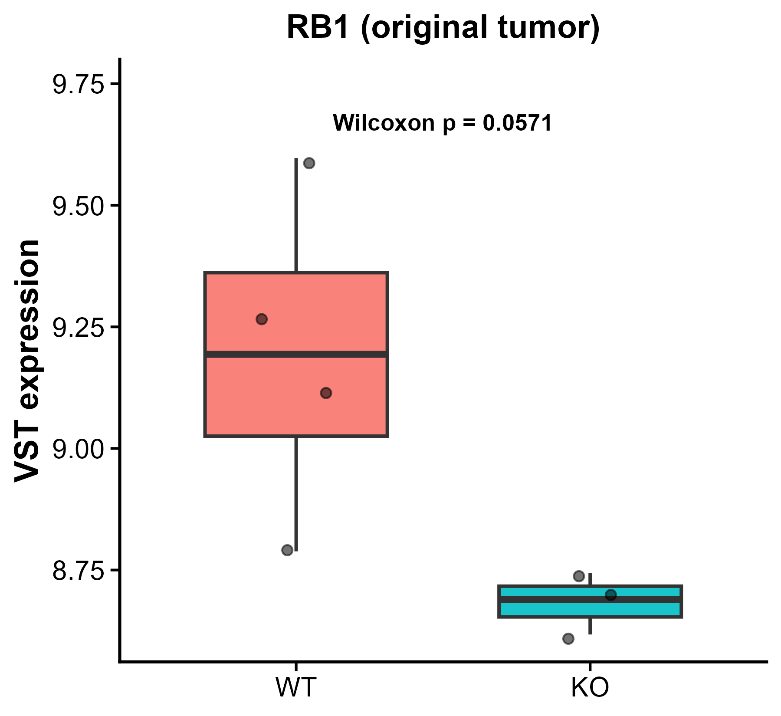 RB1 (original tumor)
9.75
Wilcoxon p = 0.0571
9.50
9.25
9.00
8.75
VST expression
WT KO